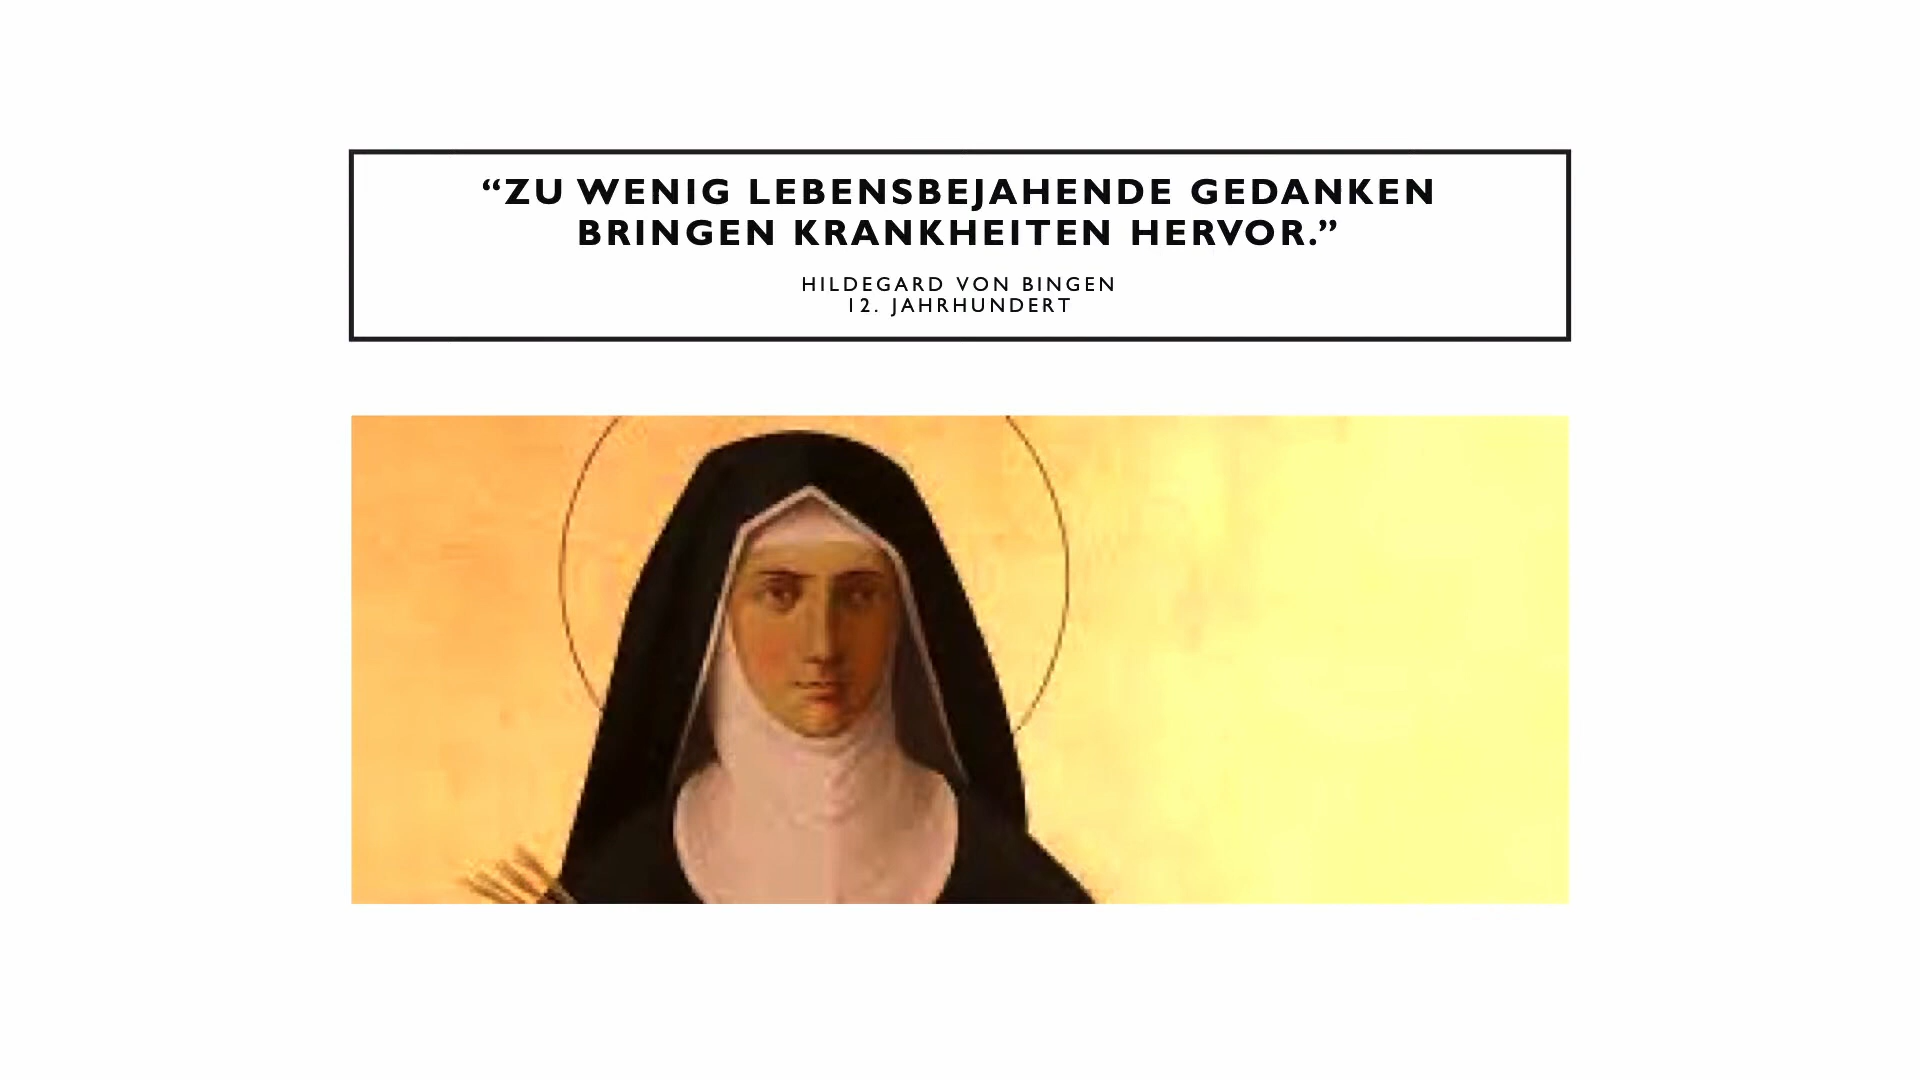 “ZU WENIG LEBENSBEJAHENDE GEDANKEN
BRINGEN KRANKHEITEN HERVOR.”
HILDEGARD VON BINGEN
12. JAHRHUNDERT